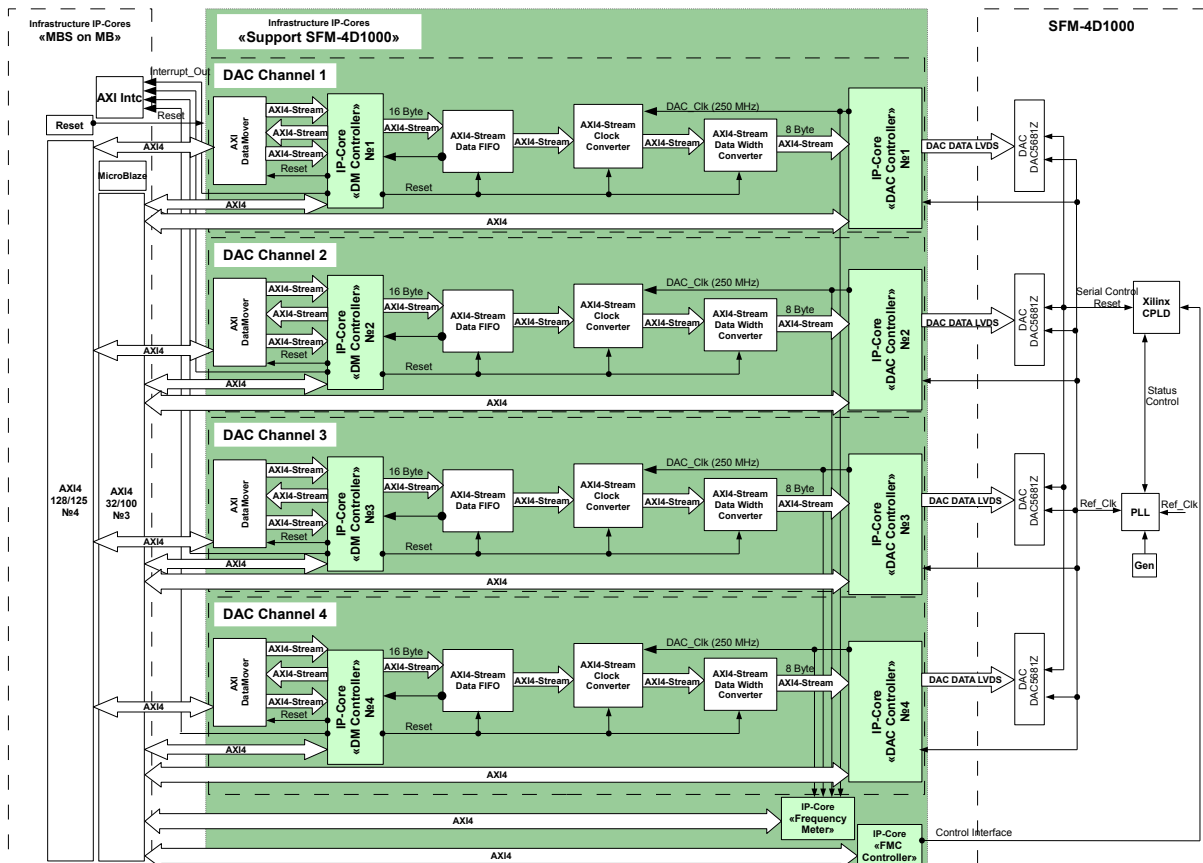 Infrastructure IP-Cores
«MBS on MB»
Infrastructure IP-Cores
«Support SFM-4D1000»
SFM-4D1000
AXI Intc
Interrupt_Out
Reset
Reset
AXI4
MicroBlaze
AXI4
128/125
№4
AXI4
32/100
№3
DAC Channel 1
AXI
DataMover
AXI4-Stream
AXI4-Stream
AXI4-Stream
Reset
IP-Core
«DM Controller»
№1
16 Byte
AXI4-Stream
AXI4-Stream
Data FIFO
AXI4-Stream
AXI4-Stream
Clock
Converter
AXI4-Stream
AXI4-Stream
Data Width
Converter
DAC_Clk (250 MHz)
8 Byte
AXI4-Stream
Reset
IP-Core
«DAC Controller»
№1
DAC DATA LVDS
DAC
DAC5681Z
AXI4
AXI4
DAC Channel 2
AXI
DataMover
AXI4-Stream
AXI4-Stream
AXI4-Stream
Reset
IP-Core
«DM Controller»
№2
16 Byte
AXI4-Stream
AXI4-Stream
Data FIFO
AXI4-Stream
AXI4-Stream
Clock
Converter
AXI4-Stream
AXI4-Stream
Data Width
Converter
DAC_Clk (250 MHz)
8 Byte
AXI4-Stream
Reset
IP-Core
«DAC Controller»
№2
DAC DATA LVDS
DAC
DAC5681Z
AXI4
AXI4
AXI4
Serial Control
Reset
Xilinx
CPLD
Status
Control
DAC Channel 3
AXI
DataMover
AXI4-Stream
AXI4-Stream
AXI4-Stream
Reset
IP-Core
«DM Controller»
№3
16 Byte
AXI4-Stream
AXI4-Stream
Data FIFO
AXI4-Stream
AXI4-Stream
Clock
Converter
AXI4-Stream
AXI4-Stream
Data Width
Converter
DAC_Clk (250 MHz)
8 Byte
AXI4-Stream
Reset
IP-Core
«DAC Controller»
№3
DAC DATA LVDS
DAC
DAC5681Z
AXI4
AXI4
AXI4
Ref_Clk
PLL
Ref_Clk
Gen
DAC Channel 4
AXI
DataMover
AXI4-Stream
AXI4-Stream
AXI4-Stream
Reset
IP-Core
«DM Controller»
№4
16 Byte
AXI4-Stream
AXI4-Stream
Data FIFO
AXI4-Stream
AXI4-Stream
Clock
Converter
AXI4-Stream
AXI4-Stream
Data Width
Converter
DAC_Clk (250 MHz)
8 Byte
AXI4-Stream
Reset
IP-Core
«DAC Controller»
№4
DAC DATA LVDS
DAC
DAC5681Z
AXI4
AXI4
AXI4
AXI4
IP-Core
«Frequency
Meter»
AXI4
IP-Core
«FMC
Controller»
Control Interface